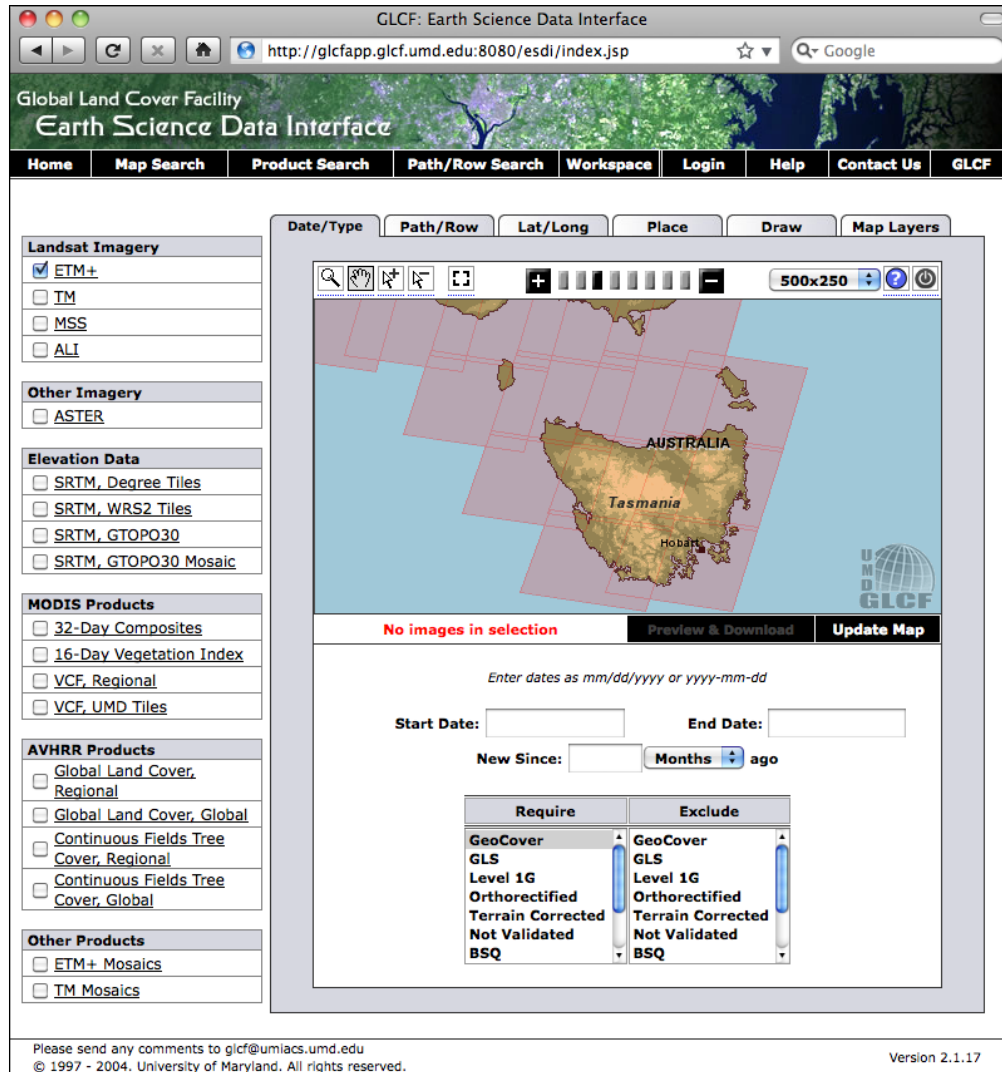 GLCF: Earth Science Data Interface
http://glcfapp.glcf.umd.edu:8080/esdi/index.jsp
Google
Global Land Cover Facility
Earth Science Data Interface
Home Map Search Product Search Path/Row Search Workspace Login Help Contact Us GLCF
Date/Type Path/Row Lat/Long Place Draw Map Layers
Landsat Imagery
ETM+
TM
MSS
ALI
Other Imagery
ASTER
Elevation Data
SRTM, Degree Tiles
SRTM, WRS2 Tiles
SRTM, GTOPO30
SRTM, GTOPO30 Mosaic
MODIS Products
32-Day Composites
16-Day Vegetation Index
VCF, Regional
VCF, UMD Tiles
AVHRR Products
Global Land Cover,
Regional
Global Land Cover, Global
Continuous Fields Tree
Cover, Regional
Continuous Fields Tree
Cover, Global
Other Products
ETM+ Mosaics
TM Mosaics
500x250 ?
AUSTRALIA
Tasmania
Hobart
UMD
GLCF
No images in selection Preview & Download Update Map
Enter dates as mm/dd/yyyy or yyyy-mm-dd
Start Date: End Date:
New Since: Months ago
Require Exclude
GeoCover GeoCover
GLS GLS
Level 1G Level 1G
Orthorectified Orthorectified
Terrain Corrected Terrain Corrected
Not Validated Not Validated
BSQ BSQ
Please send any comments to glcf@umiacs.umd.edu
© 1997 - 2004. University of Maryland. All rights reserved.
Version 2.1.17